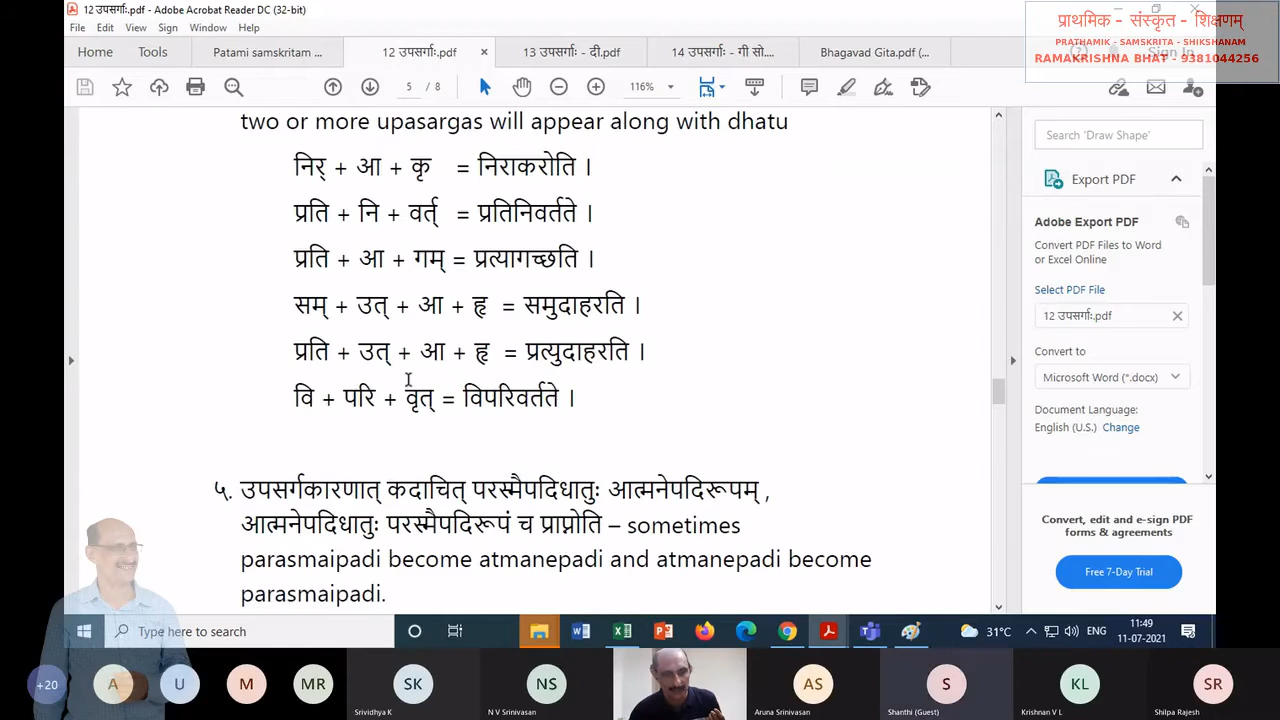 12 उपसर्गाः.pdf - Adobe Acrobat Reader DC (32-bit)
File Edit View Sign Window Help
Home Tools Patami samskritam ... 12 उपसर्गाः.pdf × 13 उपसर्गाः - दी.pdf 14 उपसर्गाः - गी सो.... Bhagavad Gita.pdf (...
प्राथमिक - संस्कृत - शिक्षणम्
PRATHAMIK - SAMSKRITA - SHIKSHANAM
RAMAKRISHNA BHAT - 9381044256
Sign In
5 / 8 116%
two or more upasargas will appear along with dhatu
निर् + आ + कृ = निराकरोति ।
प्रति + नि + वर्त् = प्रतिनिवर्तते ।
प्रति + आ + गम् = प्रत्यागच्छति ।
सम् + उत् + आ + हृ = समुदाहरति ।
प्रति + उत् + आ + हृ = प्रत्युदाहरति ।
वि + परि + वृत् = विपरिवर्तते ।
५. उपसर्गकारणात् कदाचित् परस्मैपदिधातुः आत्मनेपदिरूपम् ,
आत्मनेपदिधातुः परस्मैपदिरूपं च प्राप्नोति – sometimes
parasmaipadi become atmanepadi and atmanepadi become
parasmaipadi.
Search 'Draw Shape'
Export PDF
Adobe Export PDF
Convert PDF Files to Word
or Excel Online
Select PDF File
12 उपसर्गाः.pdf ×
Convert to
Microsoft Word (*.docx)
Document Language:
English (U.S.) Change
Convert, edit and e-sign PDF
forms & agreements
Free 7-Day Trial
Type here to search
31°C ENG
11:49
11-07-2021
+20 A U M MR SK NS AS S KL SR
Srividhya K N V Srinivasan Aruna Srinivasan Shanthi (Guest) Krishnan V L Shilpa Rajesh